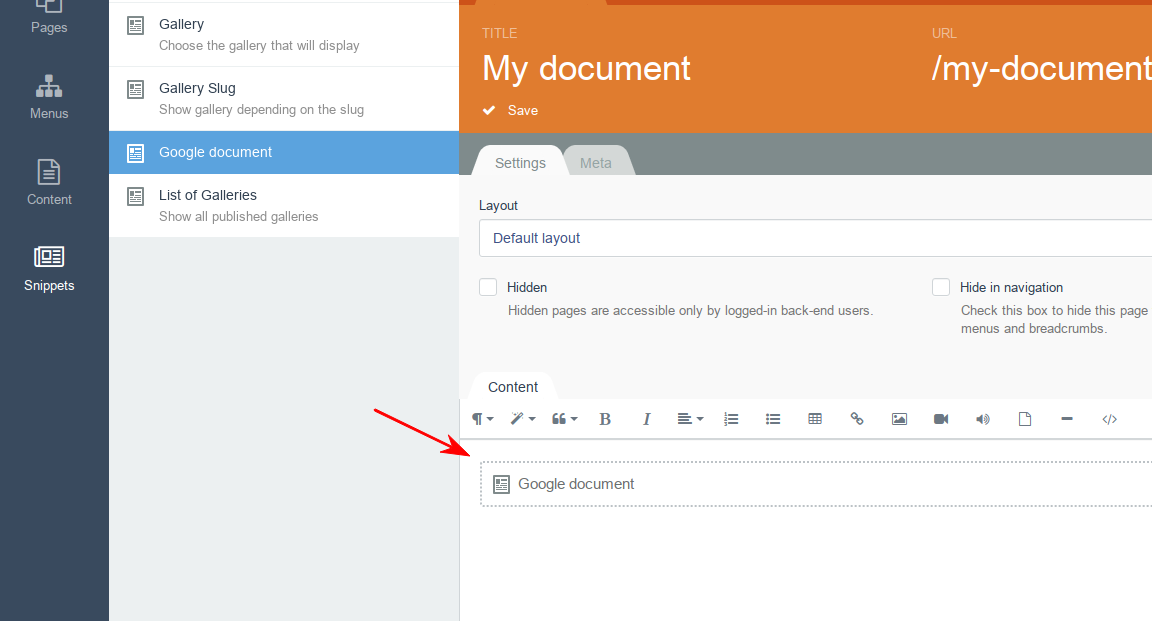 Pages
Menus
Content
Snippets
Gallery
Choose the gallery that will display
Gallery Slug
Show gallery depending on the slug
Google document
List of Galleries
Show all published galleries
TITLE
URL
My document
/my-document
Save
Settings
Meta
Layout
Default layout
Hidden
Hidden pages are accessible only by logged-in back-end users.
Hide in navigation
Check this box to hide this page
menus and breadcrumbs.
Content
B
I
Google document